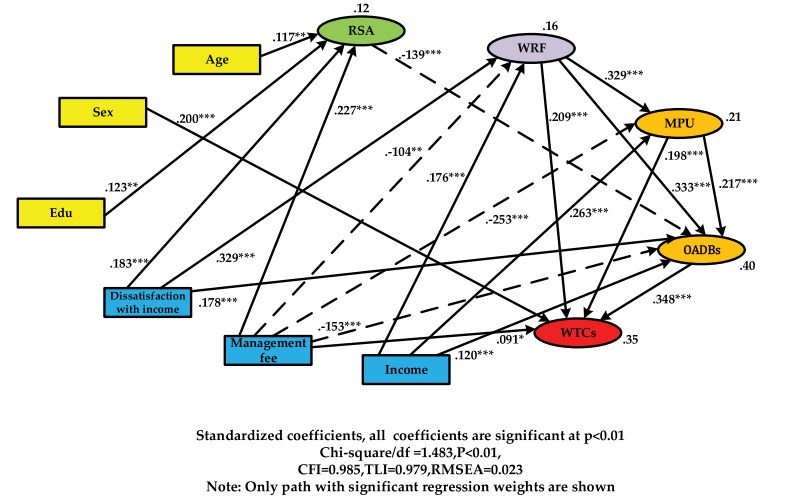 .12
RSA
.16
WRF
.117**
.-139***
Age
.329***
Sex
.200***
.227***
.209***
MPU
.21
.-104**
.176***
.198***
.123**
.333***
.217***
Edu
.-253***
.263***
.183***
.329***
OADBs
.40
Dissatisfaction
with income
.178***
.348***
.-153***
Management
fee
.091*
WTCs
.35
.120***
Income
Standardized coefficients, all coefficients are significant at p<0.01
Chi-square/df =1.483,P<0.01,
CFI=0.985,TLI=0.979,RMSEA=0.023
Note: Only path with significant regression weights are shown